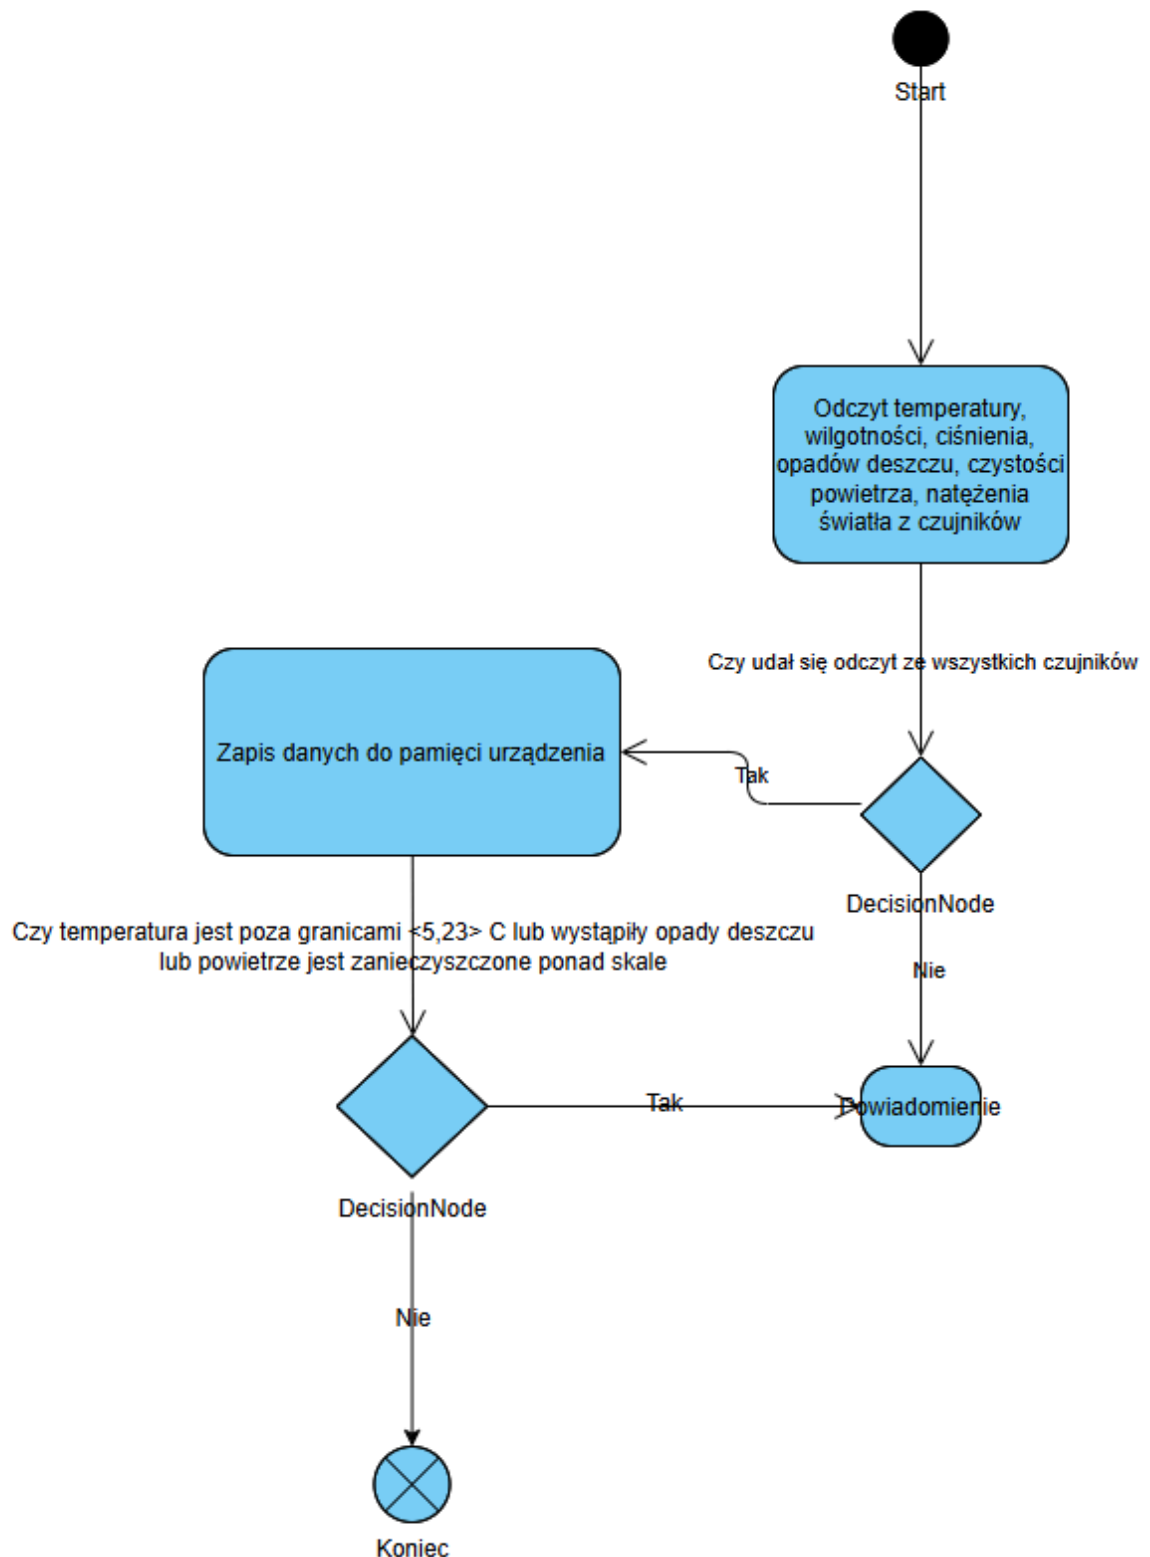 Start
Odczyt temperatury,
wilgotności, ciśnienia,
opadów deszczu, czystości
powietrza, natężenia
światła z czujników
Czy udał się odczyt ze wszystkich czujników
Zapis danych do pamięci urządzenia
Tak
DecisionNode
Czy temperatura jest poza granicami <5,23> C lub wystąpiły opady deszczu
lub powietrze jest zanieczyszczone ponad skale
Nie
Tak
Powiadomienie
DecisionNode
Nie
Koniec